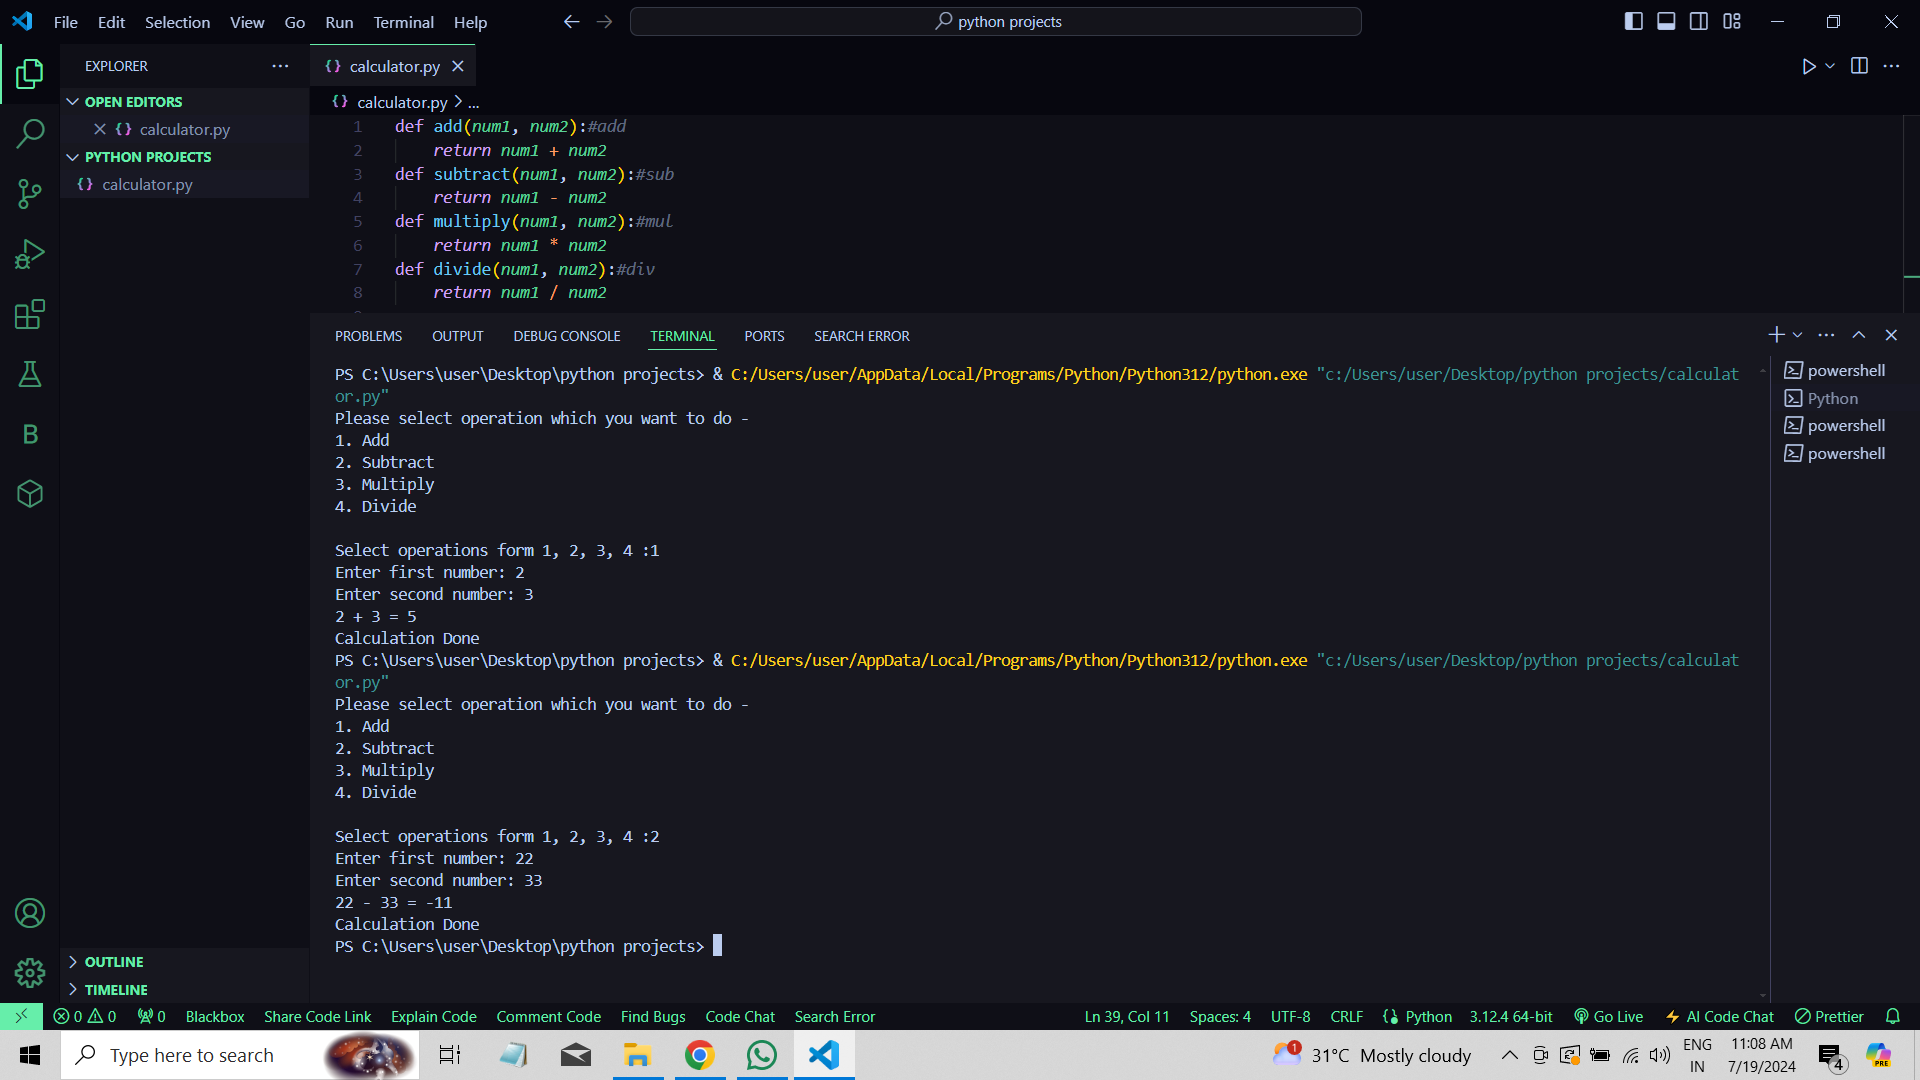 File Edit Selection View Go Run Terminal Help
python projects
EXPLORER
OPEN EDITORS
calculator.py
PYTHON PROJECTS
calculator.py
OUTLINE
TIMELINE
calculator.py
calculator.py > ...
1 def add(num1, num2):#add
2 return num1 + num2
3 def subtract(num1, num2):#sub
4 return num1 - num2
5 def multiply(num1, num2):#mul
6 return num1 * num2
7 def divide(num1, num2):#div
8 return num1 / num2
PROBLEMS OUTPUT DEBUG CONSOLE TERMINAL PORTS SEARCH ERROR
PS C:\Users\user\Desktop\python projects> & C:/Users/user/AppData/Local/Programs/Python/Python312/python.exe "c:/Users/user/Desktop/python projects/calculat
or.py"
Please select operation which you want to do -
1. Add
2. Subtract
3. Multiply
4. Divide
Select operations form 1, 2, 3, 4 :1
Enter first number: 2
Enter second number: 3
2 + 3 = 5
Calculation Done
PS C:\Users\user\Desktop\python projects> & C:/Users/user/AppData/Local/Programs/Python/Python312/python.exe "c:/Users/user/Desktop/python projects/calculat
or.py"
Please select operation which you want to do -
1. Add
2. Subtract
3. Multiply
4. Divide
Select operations form 1, 2, 3, 4 :2
Enter first number: 22
Enter second number: 33
22 - 33 = -11
Calculation Done
PS C:\Users\user\Desktop\python projects>
powershell
Python
powershell
powershell
0 0 0 Blackbox Share Code Link Explain Code Comment Code Find Bugs Code Chat Search Error Ln 39, Col 11 Spaces: 4 UTF-8 CRLF Python 3.12.4 64-bit Go Live AI Code Chat Prettier
Type here to search
1
31°C Mostly cloudy
ENG
IN
11:08 AM
7/19/2024
4
PRE